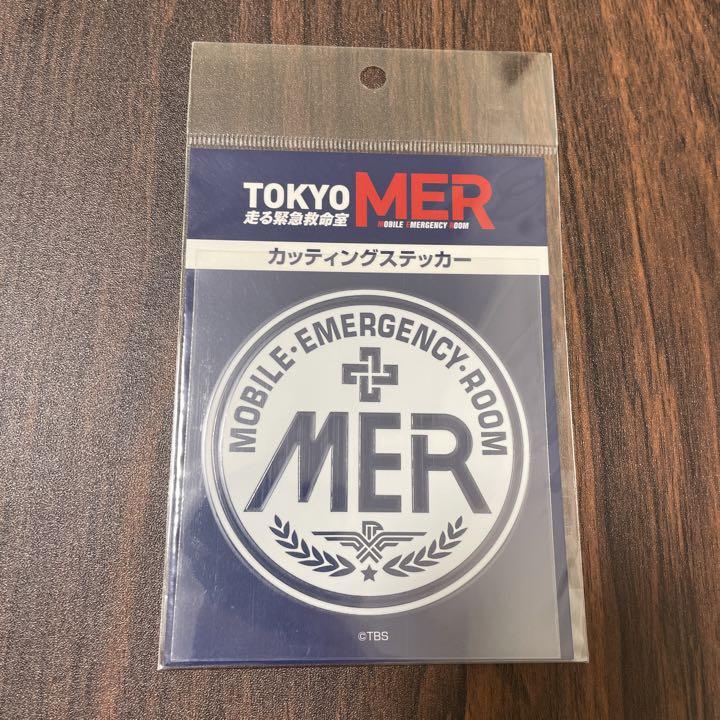 TOKYO MER
走る緊急救命室
MOBILE EMERGENCY ROOM
カッティングステッカー
MOBILE・EMERGENCY・ROOM
MER
©TBS